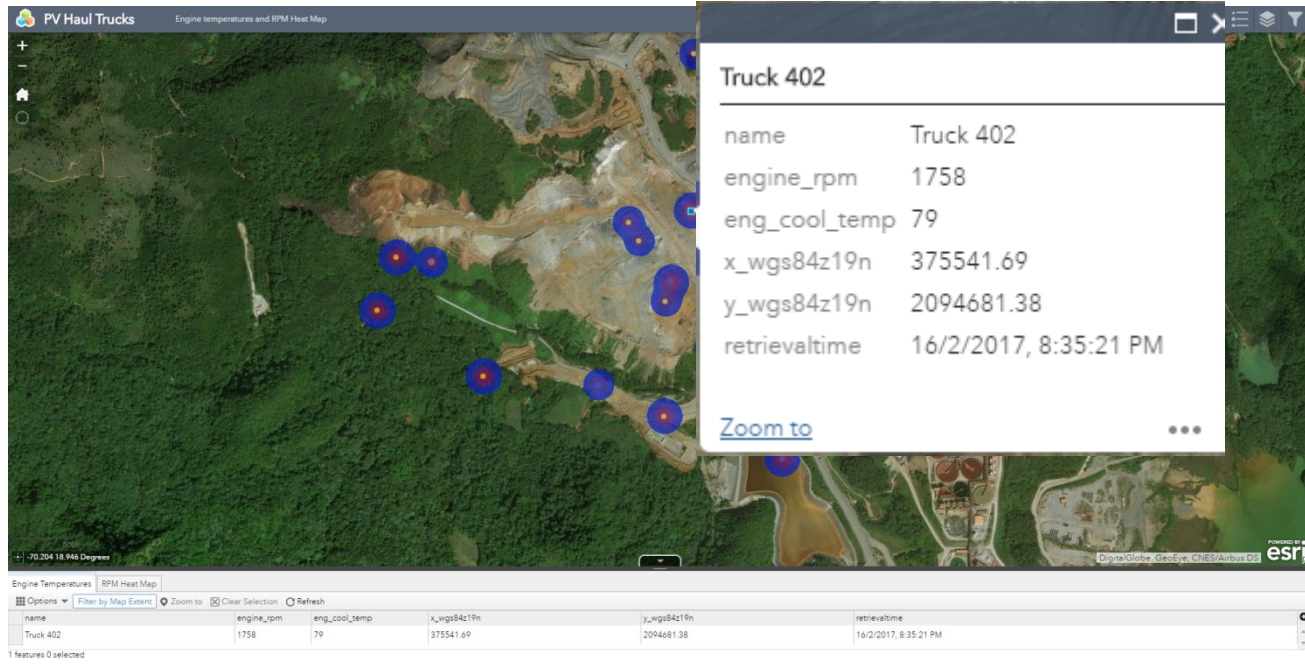 PV Haul Trucks Engine temperatures and RPM Heat Map
+
−
Truck 402
name Truck 402
engine_rpm 1758
eng_cool_temp 79
x_wgs84z19n 375541.69
y_wgs84z19n 2094681.38
retrievaltime 16/2/2017, 8:35:21 PM
Zoom to •••
-70.204 18.946 Degrees
DigitalGlobe, GeoEye, CNES/Airbus DS
POWERED BY
esri
Engine Temperatures RPM Heat Map
Options Filter by Map Extent Zoom to Clear Selection Refresh
name engine_rpm eng_cool_temp x_wgs84z19n y_wgs84z19n retrievaltime
Truck 402 1758 79 375541.69 2094681.38 16/2/2017, 8:35:21 PM
1 features 0 selected